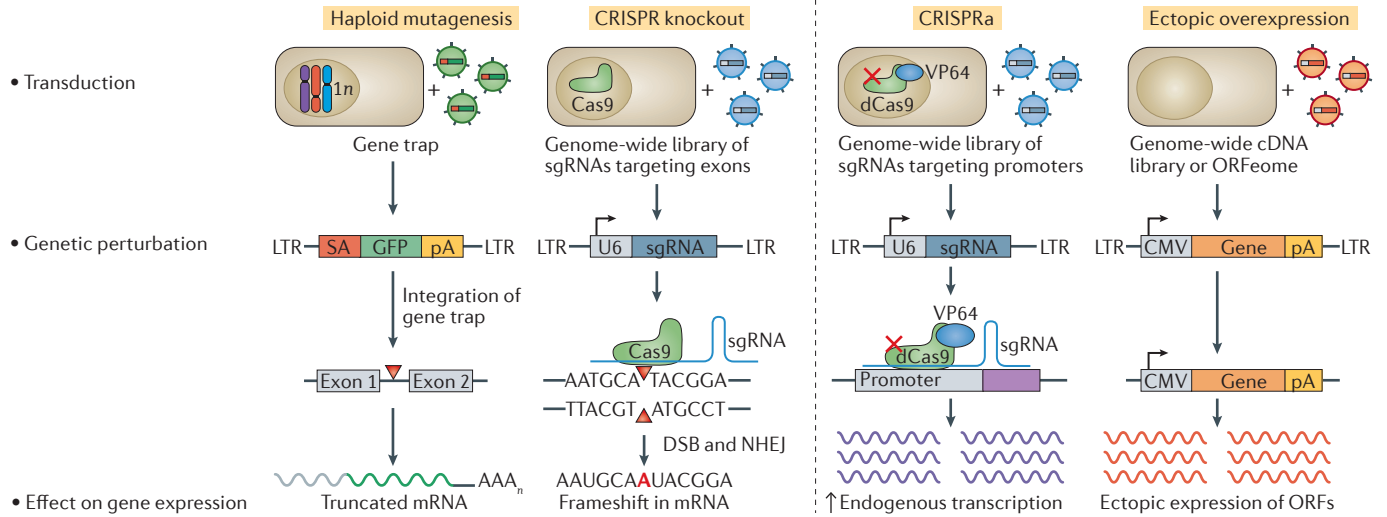 Haploid mutagenesis
CRISPR knockout
CRISPRa
Ectopic overexpression
• Transduction
1n
+
Cas9
+
VP64
dCas9
+
+
Gene trap
Genome-wide library of
sgRNAs targeting exons
Genome-wide library of
sgRNAs targeting promoters
Genome-wide cDNA
library or ORFeome
• Genetic perturbation
LTR SA GFP pA LTR
LTR U6 sgRNA LTR
LTR U6 sgRNA LTR
LTR CMV Gene pA LTR
Integration of
gene trap
Exon 1 Exon 2
Cas9
sgRNA
AATGCA TACGGA
TTACGT ATGCCT
DSB and NHEJ
VP64
dCas9
sgRNA
Promoter
CMV Gene pA
• Effect on gene expression
AAAn
Truncated mRNA
AAUGCAAUACGGA
Frameshift in mRNA
↑ Endogenous transcription
Ectopic expression of ORFs